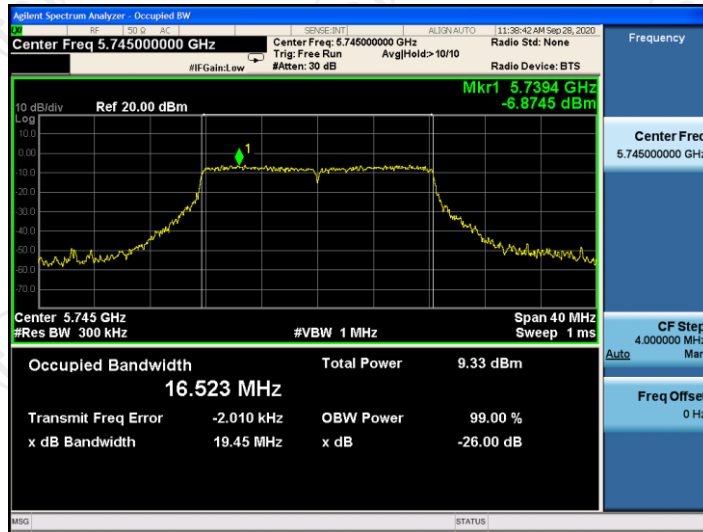 Agilent Spectrum Analyzer - Occupied BW
RF 50 Ω AC SENSE:INT ALIGN AUTO 11:38:42 AM Sep 28, 2020
Center Freq 5.745000000 GHz
Center Freq: 5.745000000 GHz
Radio Std: None
Trig: Free Run Avg|Hold:>10/10
#IFGain:Low
#Atten: 30 dB
Radio Device: BTS
Mkr1 5.7394 GHz
-6.8745 dBm
10 dB/div Ref 20.00 dBm
Log
10.0
0.00
-10.0
-20.0
-30.0
-40.0
-50.0
-60.0
-70.0
1
Center 5.745 GHz Span 40 MHz
#Res BW 300 kHz #VBW 1 MHz Sweep 1 ms
Occupied Bandwidth Total Power 9.33 dBm
16.523 MHz
Transmit Freq Error -2.010 kHz OBW Power 99.00 %
x dB Bandwidth 19.45 MHz x dB -26.00 dB
MSG STATUS
Frequency
Center Freq
5.745000000 GHz
CF Step
4.000000 MHz
Auto Man
Freq Offset
0 Hz